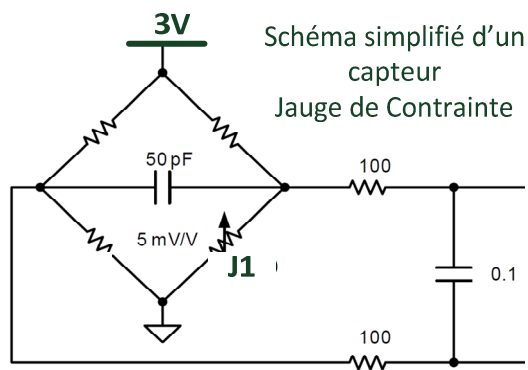 3V
Schéma simplifié d'un
capteur
Jauge de Contrainte
50 pF
100
5 mV/V
J1
0.1
100